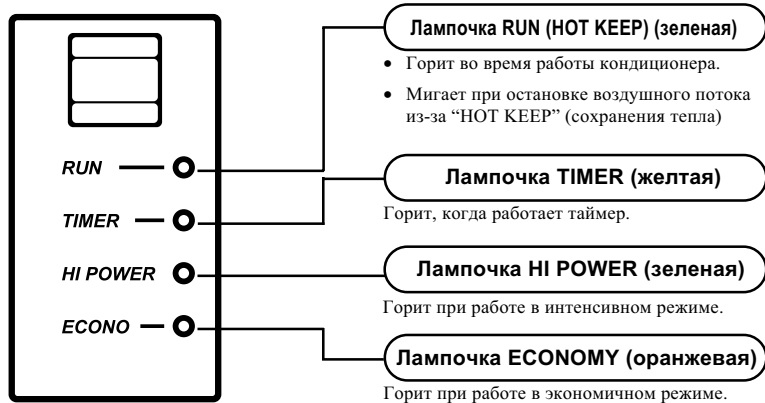 RUN
TIMER
HI POWER
ECONO
Лампочка RUN (HOT KEEP) (зеленая)
• Горит во время работы кондиционера.
• Мигает при остановке воздушного потока
из-за “HOT KEEP” (сохранения тепла)
Лампочка TIMER (желтая)
Горит, когда работает таймер.
Лампочка HI POWER (зеленая)
Горит при работе в интенсивном режиме.
Лампочка ECONOMY (оранжевая)
Горит при работе в экономичном режиме.